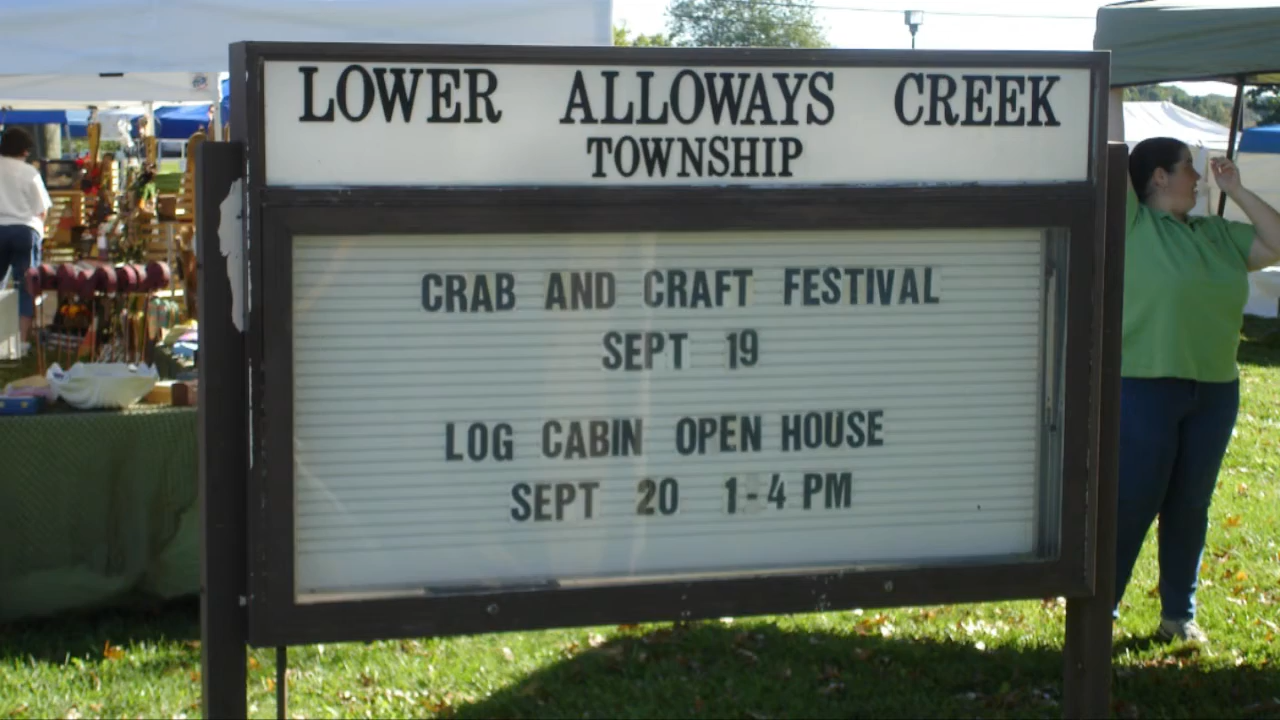 LOWER ALLOWAYS CREEK
TOWNSHIP
CRAB AND CRAFT FESTIVAL
SEPT 19
LOG CABIN OPEN HOUSE
SEPT 20 1-4 PM